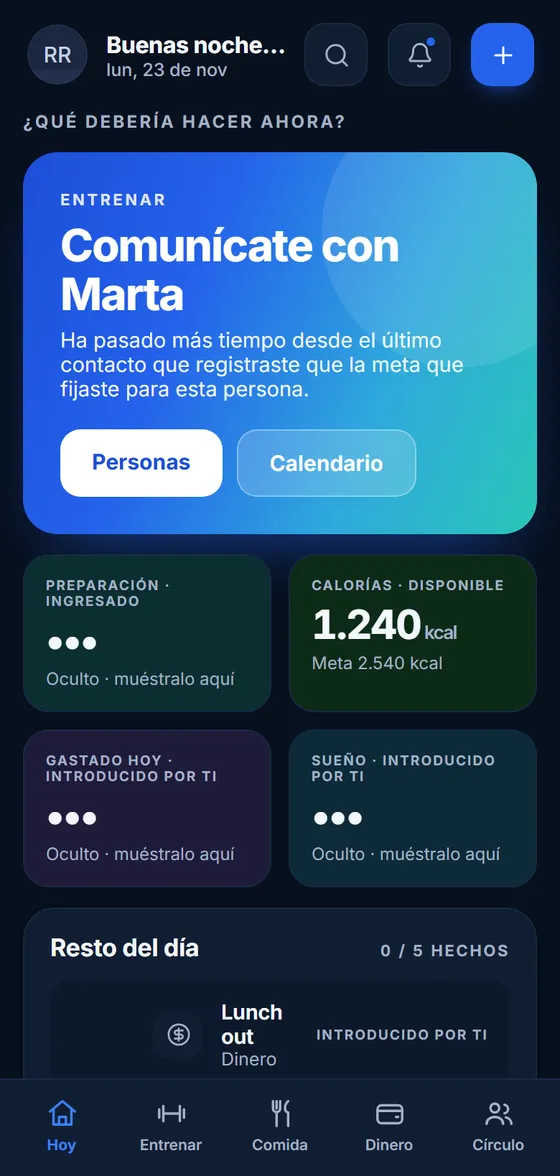 RR
Buenas noche...
lun, 23 de nov
¿QUÉ DEBERÍA HACER AHORA?
ENTRENAR
Comunícate con
Marta
Ha pasado más tiempo desde el último
contacto que registraste que la meta que
fijaste para esta persona.
Personas
Calendario
PREPARACIÓN ·
INGRESADO
Oculto · muéstralo aquí
CALORÍAS · DISPONIBLE
1.240 kcal
Meta 2.540 kcal
GASTADO HOY ·
INTRODUCIDO POR TI
Oculto · muéstralo aquí
SUEÑO · INTRODUCIDO
POR TI
Oculto · muéstralo aquí
Resto del día
0 / 5 HECHOS
Lunch
out
Dinero
INTRODUCIDO POR TI
Hoy
Entrenar
Comida
Dinero
Círculo